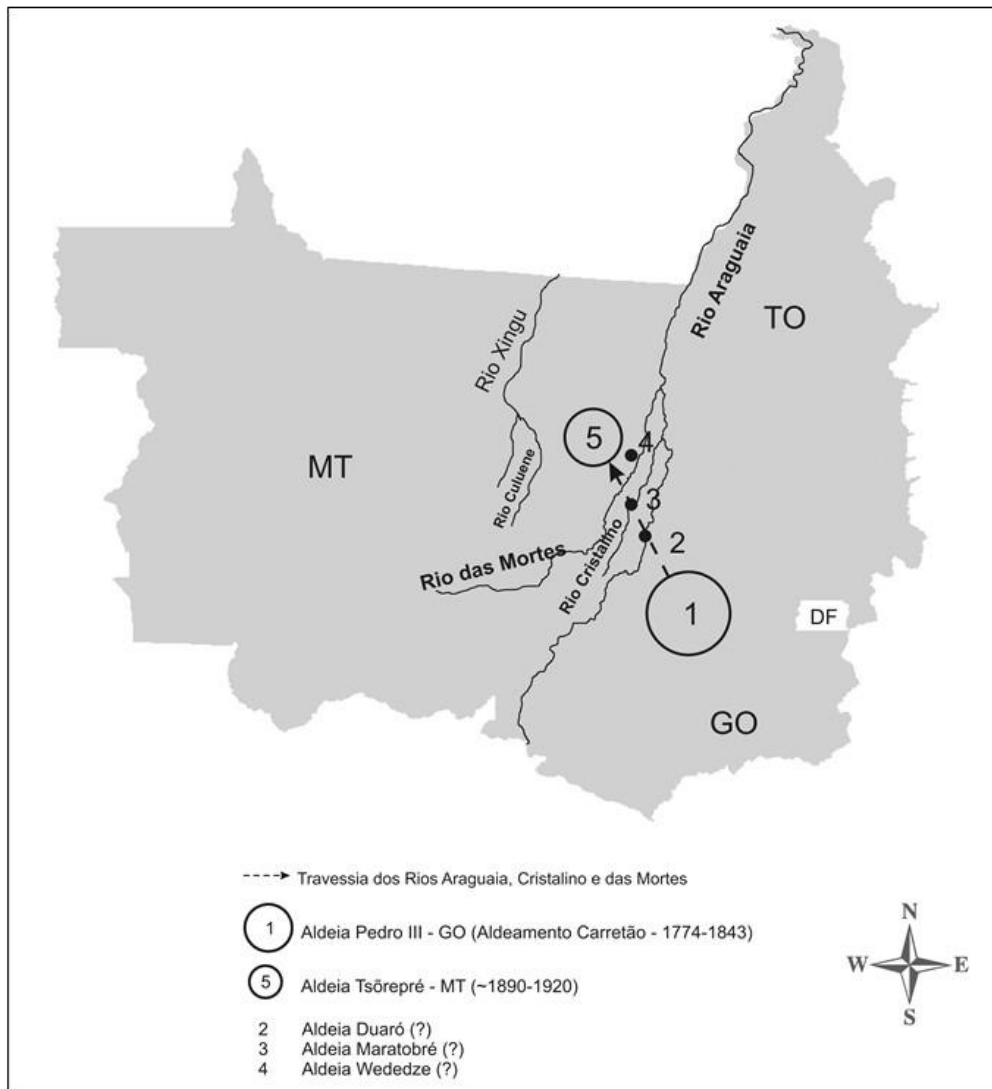 Rio Araguaia
TO
Rio Xingu
5
4
MT
Rio Culuene
3
Rio Cristalino
2
Rio das Mortes
1
DF
GO
Travessia dos Rios Araguaia, Cristalino e das Mortes
1 Aldeia Pedro III - GO (Aldeamento Carretão - 1774-1843)
5 Aldeia Tsõrepré - MT (~1890-1920)
2 Aldeia Duaró (?)
3 Aldeia Maratobré (?)
4 Aldeia Wededze (?)
N
W E
S